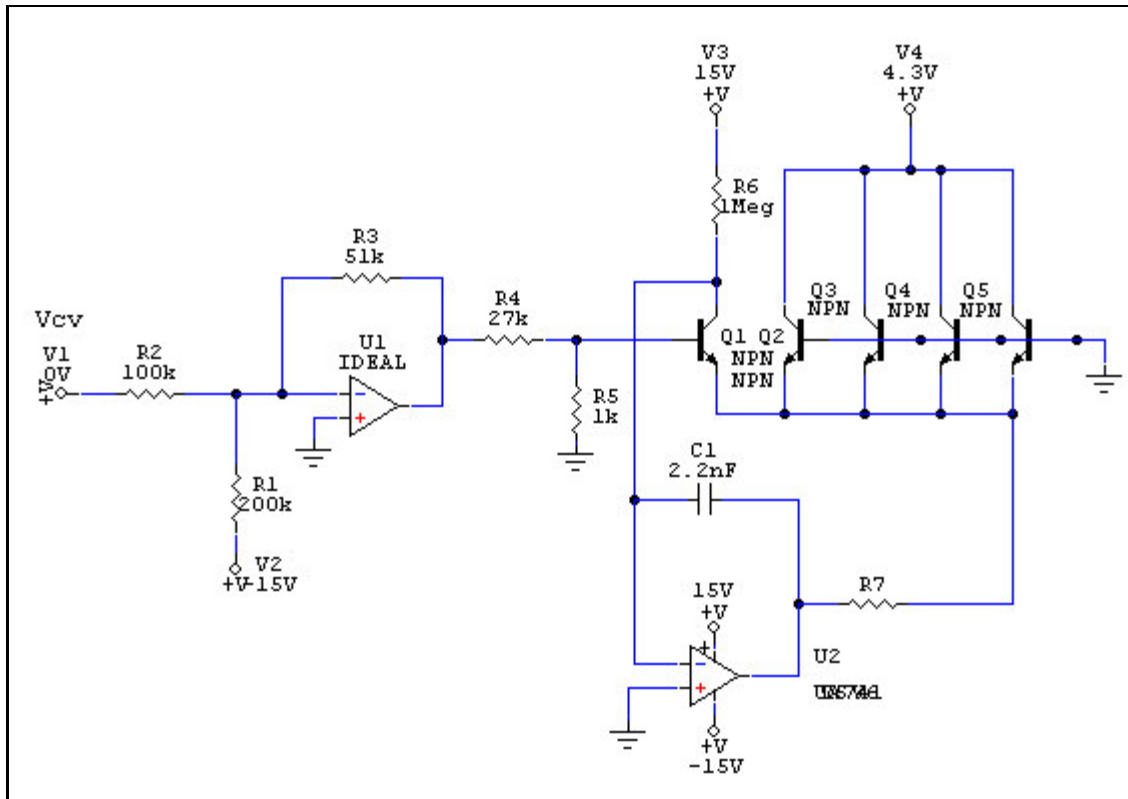 V3
15V
+V
V4
4.3V
+V
R6
1Meg
R3
51k
Vcv
V1
0V
+V
R2
100k
U1
IDEAL
R4
27k
Q3
NPN
Q4
NPN
Q5
NPN
Q1
Q2
NPN
NPN
R5
1k
R1
200k
V2
+V
-15V
C1
2.2nF
R7
15V
+V
U2
+V
-15V